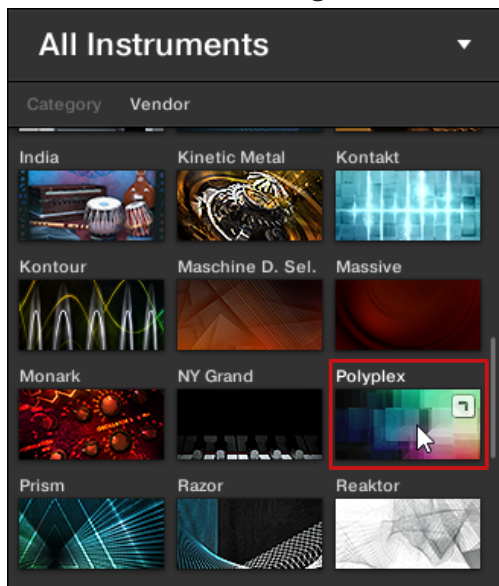 All Instruments
Category Vendor
India Kinetic Metal Kontakt
Kontour Maschine D. Sel. Massive
Monark NY Grand Polyplex
Prism Razor Reaktor